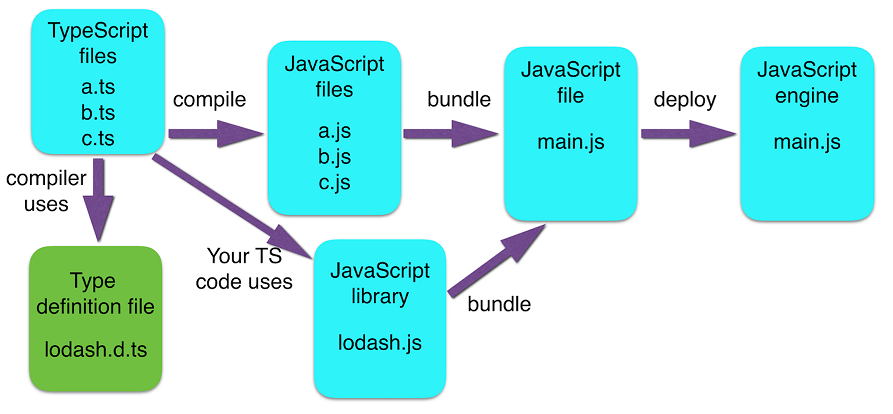 TypeScript
files
a.ts
b.ts
c.ts
compile
JavaScript
files
a.js
b.js
c.js
bundle
JavaScript
file
main.js
deploy
JavaScript
engine
main.js
compiler
uses
Type
definition file
lodash.d.ts
Your TS
code uses
JavaScript
library
lodash.js
bundle